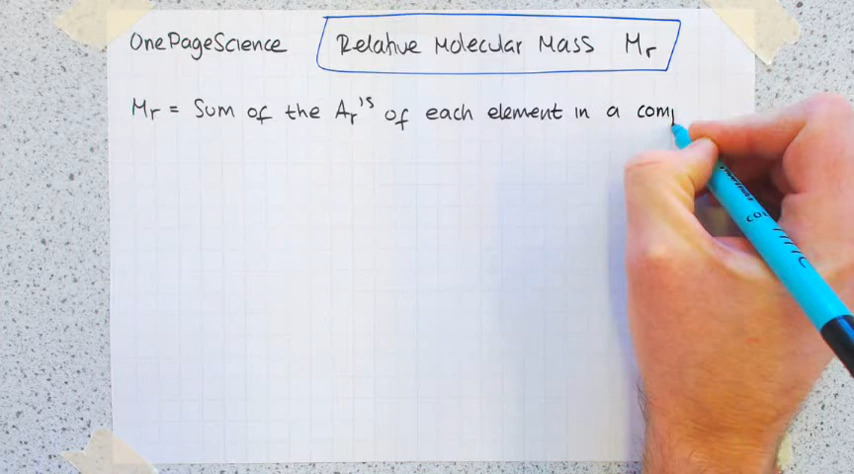 OnePageScience Relative Molecular Mass Mr
Mr = Sum of the Ar's of each element in a com